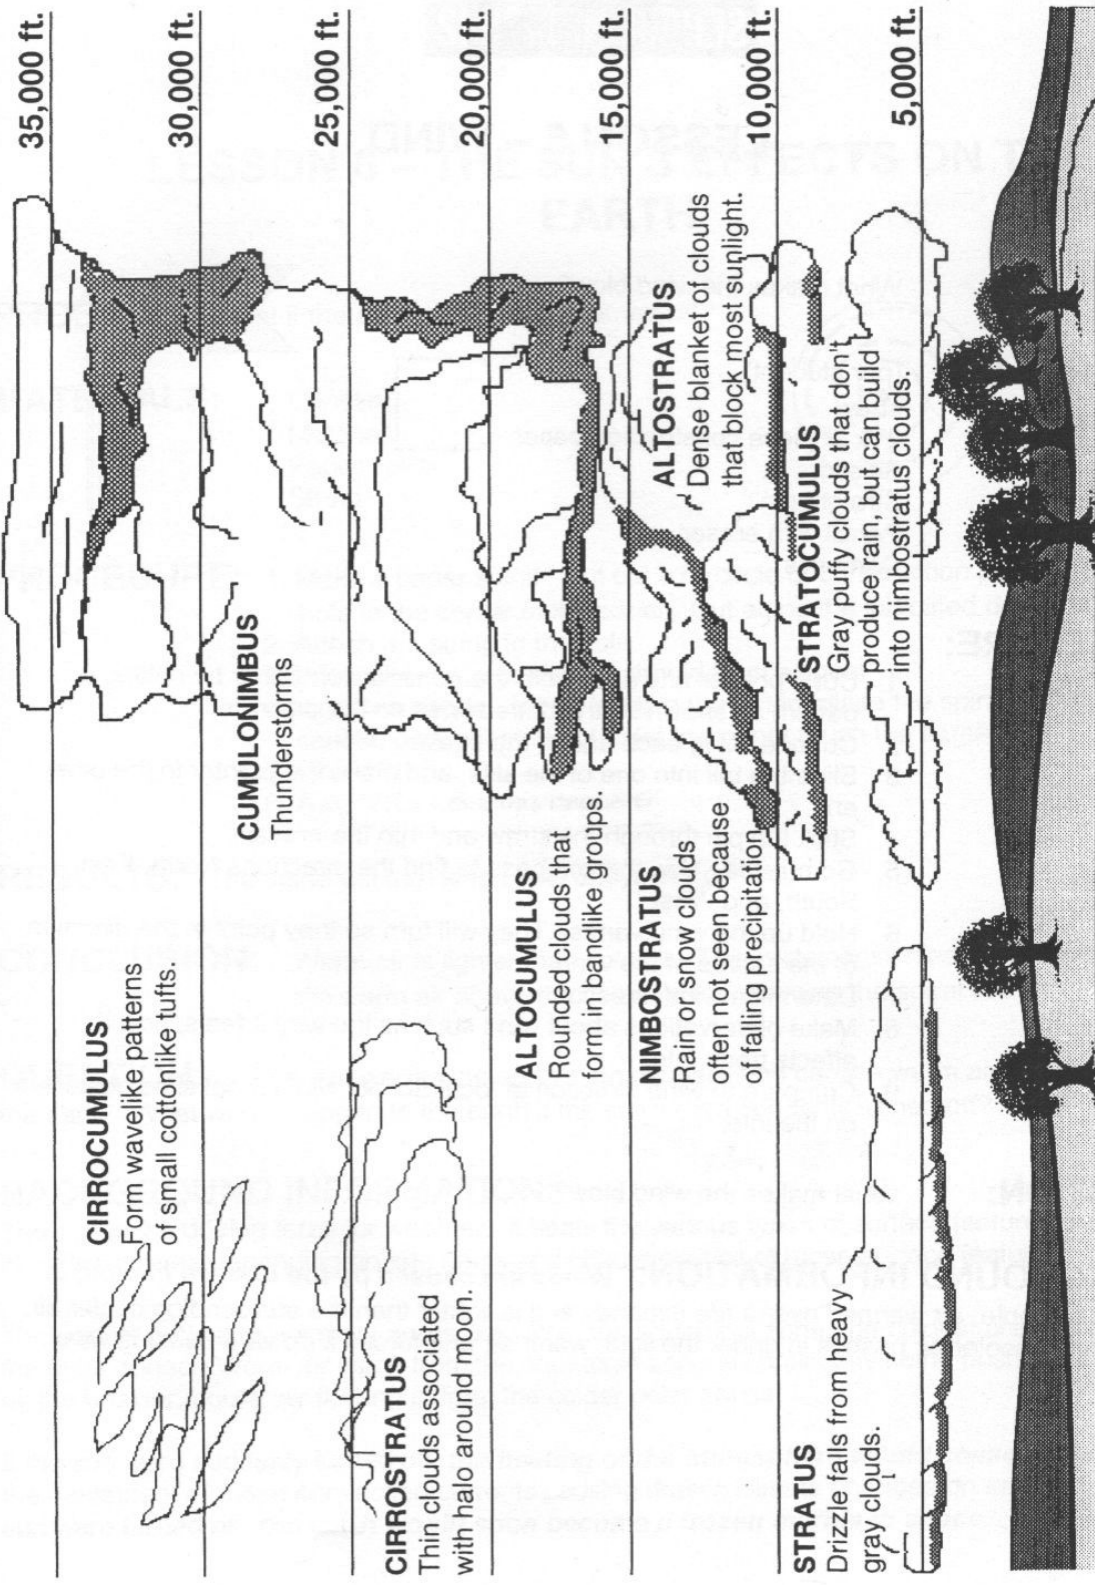 35,000 ft.
CIRROCUMULUS
Form wavelike patterns
of small cottonlike tufts.
30,000 ft.
CUMULONIMBUS
Thunderstorms
25,000 ft.
CIRROSTRATUS
Thin clouds associated
with halo around moon.
20,000 ft.
ALTOCUMULUS
Rounded clouds that
form in bandlike groups.
15,000 ft.
ALTOSTRATUS
Dense blanket of clouds
that block most sunlight.
NIMBOSTRATUS
Rain or snow clouds
often not seen because
of falling precipitation.
10,000 ft.
STRATOCUMULUS
Gray puffy clouds that don't
produce rain, but can build
into nimbostratus clouds.
STRATUS
Drizzle falls from heavy
gray clouds.
5,000 ft.